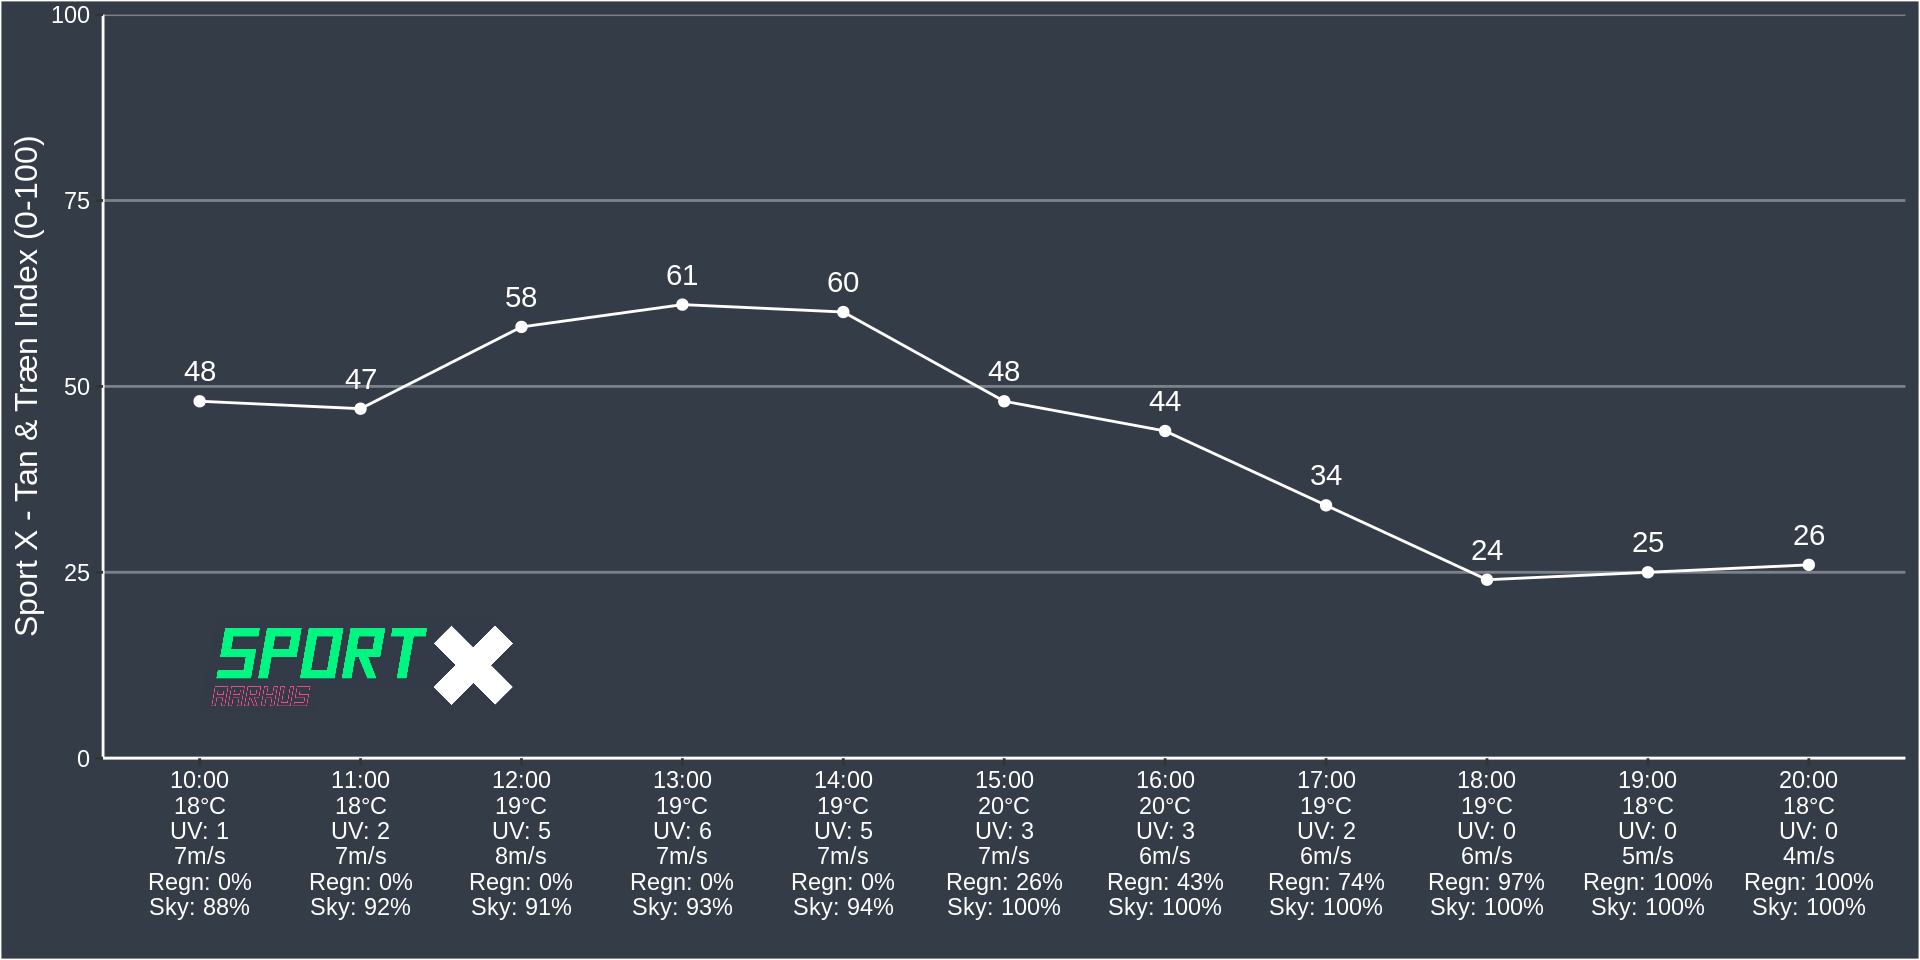 Sport X - Tan & Træn Index (0-100)
100
75
50
25
0
48
47
58
61
60
48
44
34
24
25
26
SPORT X
AARHUS
10:00 11:00 12:00 13:00 14:00 15:00 16:00 17:00 18:00 19:00 20:00
18°C 18°C 19°C 19°C 19°C 20°C 20°C 19°C 19°C 18°C 18°C
UV: 1 UV: 2 UV: 5 UV: 6 UV: 5 UV: 3 UV: 3 UV: 2 UV: 0 UV: 0 UV: 0
7m/s 7m/s 8m/s 7m/s 7m/s 7m/s 6m/s 6m/s 6m/s 5m/s 4m/s
Regn: 0% Regn: 0% Regn: 0% Regn: 0% Regn: 0% Regn: 26% Regn: 43% Regn: 74% Regn: 97% Regn: 100% Regn: 100%
Sky: 88% Sky: 92% Sky: 91% Sky: 93% Sky: 94% Sky: 100% Sky: 100% Sky: 100% Sky: 100% Sky: 100% Sky: 100%